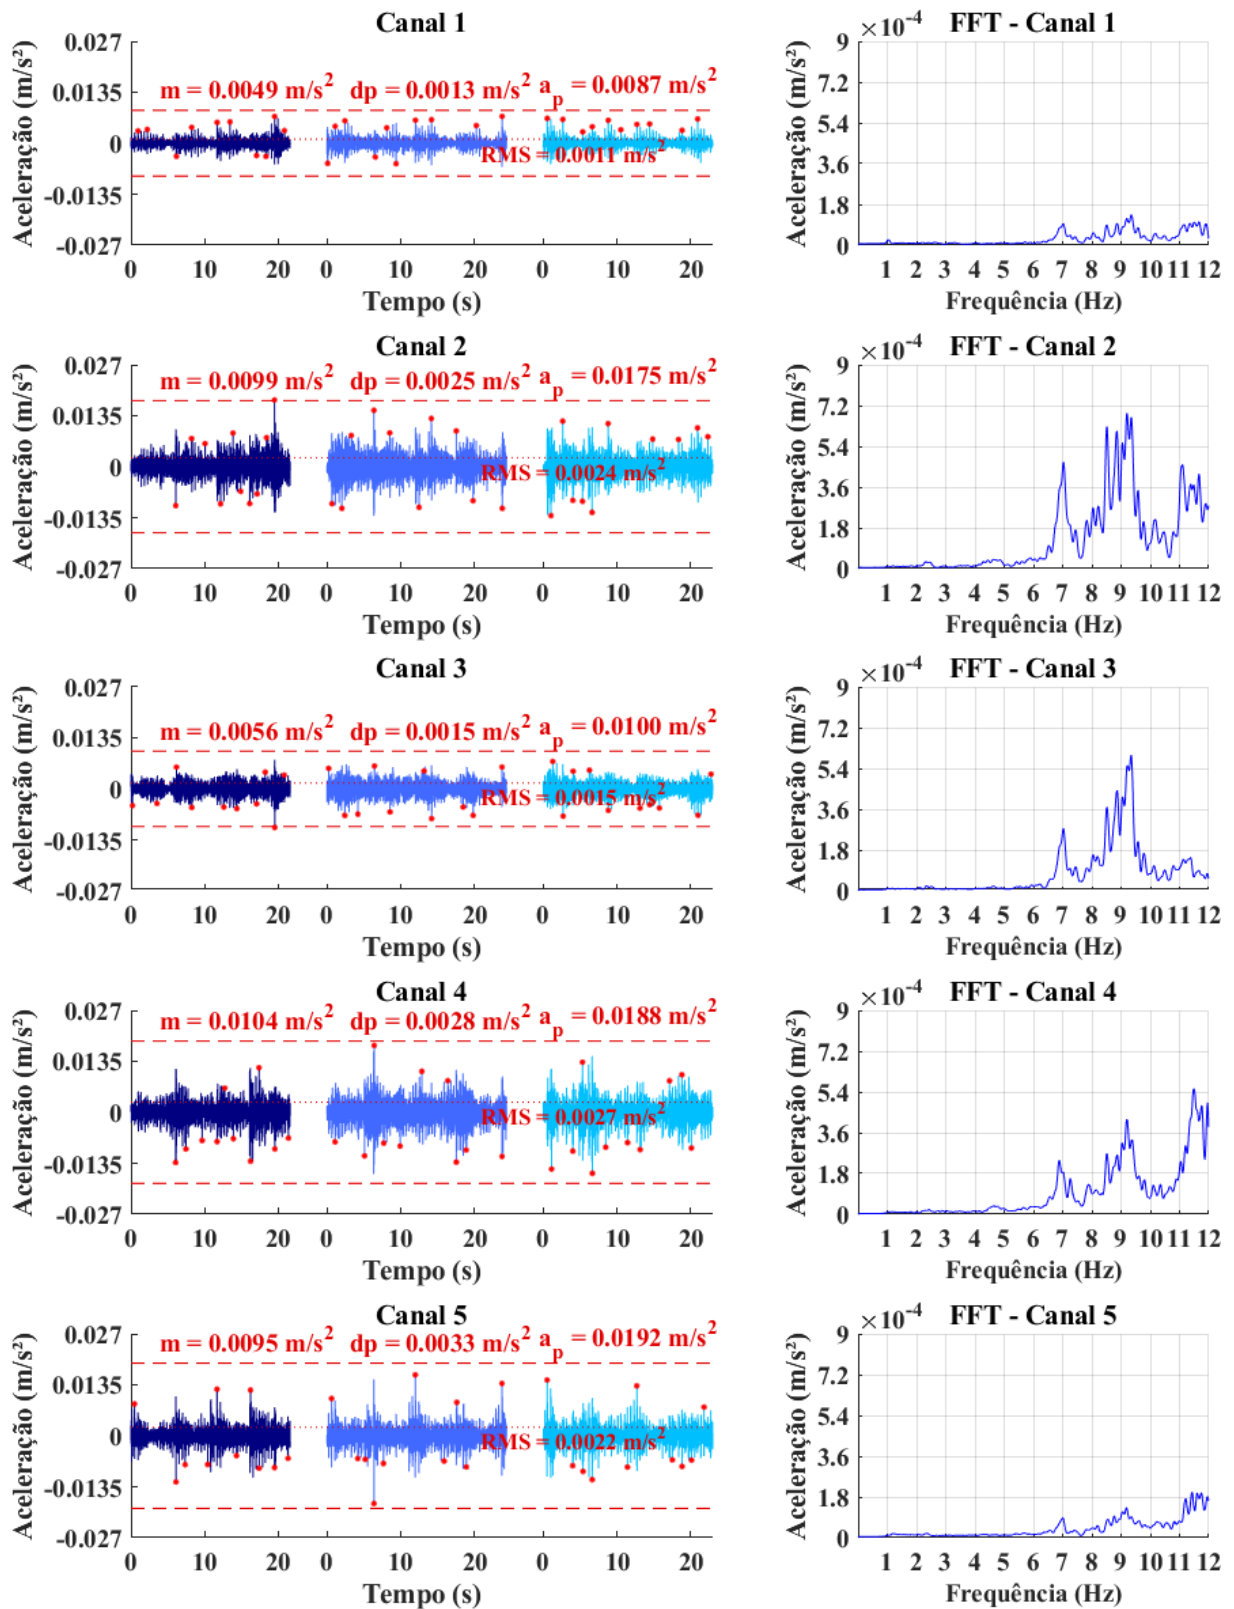 Canal 1
0.027
0.0135
0
-0.0135
-0.027
Aceleração (m/s²)
m = 0.0049 m/s² dp = 0.0013 m/s² a_p = 0.0087 m/s²
RMS = 0.0011 m/s²
0 10 20 0 10 20 0 10 20
Tempo (s)
FFT - Canal 1
×10⁻⁴
9
7.2
5.4
3.6
1.8
0
Aceleração (m/s²)
1 2 3 4 5 6 7 8 9 10 11 12
Frequência (Hz)
Canal 2
0.027
0.0135
0
-0.0135
-0.027
Aceleração (m/s²)
m = 0.0099 m/s² dp = 0.0025 m/s² a_p = 0.0175 m/s²
RMS = 0.0024 m/s²
0 10 20 0 10 20 0 10 20
Tempo (s)
FFT - Canal 2
×10⁻⁴
9
7.2
5.4
3.6
1.8
0
Aceleração (m/s²)
1 2 3 4 5 6 7 8 9 10 11 12
Frequência (Hz)
Canal 3
0.027
0.0135
0
-0.0135
-0.027
Aceleração (m/s²)
m = 0.0056 m/s² dp = 0.0015 m/s² a_p = 0.0100 m/s²
RMS = 0.0015 m/s²
0 10 20 0 10 20 0 10 20
Tempo (s)
FFT - Canal 3
×10⁻⁴
9
7.2
5.4
3.6
1.8
0
Aceleração (m/s²)
1 2 3 4 5 6 7 8 9 10 11 12
Frequência (Hz)
Canal 4
0.027
0.0135
0
-0.0135
-0.027
Aceleração (m/s²)
m = 0.0104 m/s² dp = 0.0028 m/s² a_p = 0.0188 m/s²
RMS = 0.0027 m/s²
0 10 20 0 10 20 0 10 20
Tempo (s)
FFT - Canal 4
×10⁻⁴
9
7.2
5.4
3.6
1.8
0
Aceleração (m/s²)
1 2 3 4 5 6 7 8 9 10 11 12
Frequência (Hz)
Canal 5
0.027
0.0135
0
-0.0135
-0.027
Aceleração (m/s²)
m = 0.0095 m/s² dp = 0.0033 m/s² a_p = 0.0192 m/s²
RMS = 0.0022 m/s²
0 10 20 0 10 20 0 10 20
Tempo (s)
FFT - Canal 5
×10⁻⁴
9
7.2
5.4
3.6
1.8
0
Aceleração (m/s²)
1 2 3 4 5 6 7 8 9 10 11 12
Frequência (Hz)